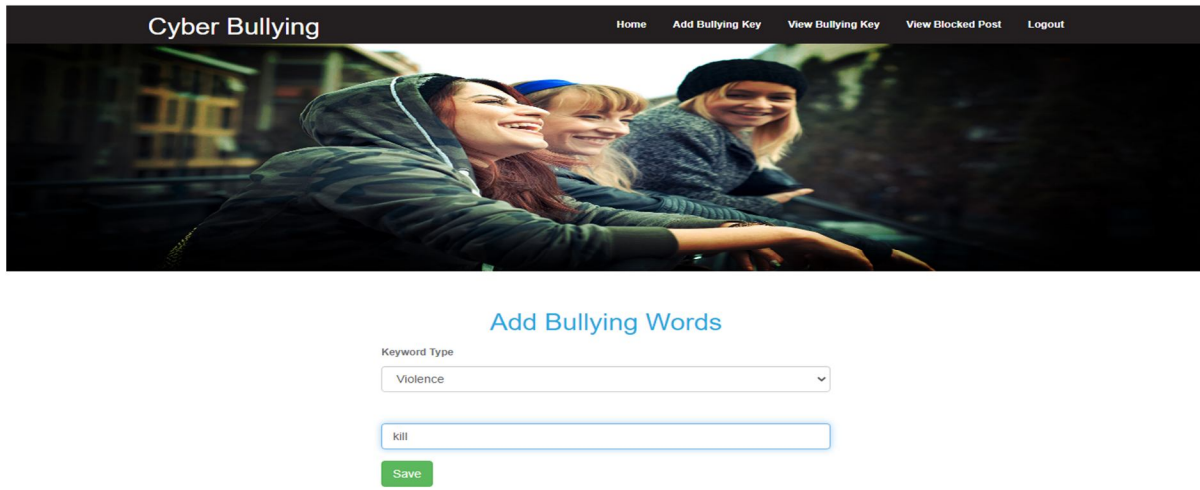 Cyber Bullying Home Add Bullying Key View Bullying Key View Blocked Post Logout
Add Bullying Words
Keyword Type
Violence
kill
Save